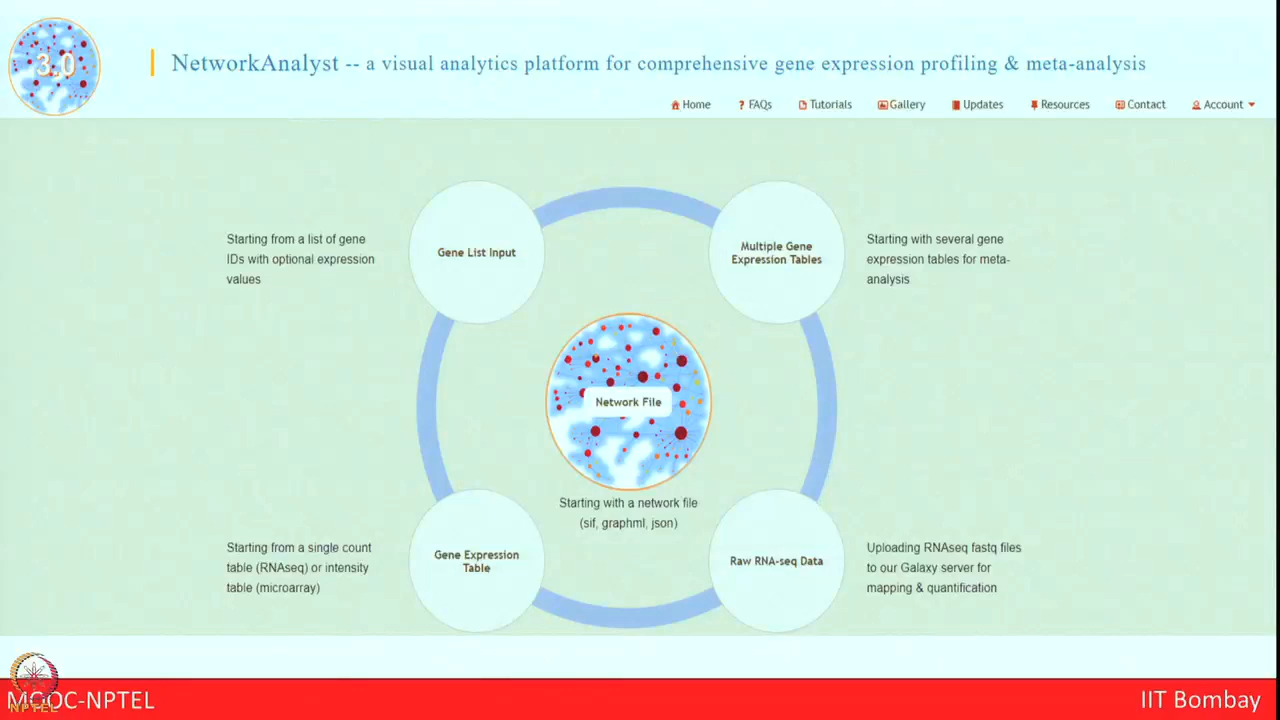 3.0
NetworkAnalyst -- a visual analytics platform for comprehensive gene expression profiling & meta-analysis
Home
? FAQs
Tutorials
Gallery
Updates
Resources
Contact
Account
Starting from a list of gene
IDs with optional expression
values
Gene List Input
Multiple Gene
Expression Tables
Starting with several gene
expression tables for meta-
analysis
Network File
Starting with a network file
(sif, graphml, json)
Starting from a single count
table (RNAseq) or intensity
table (microarray)
Gene Expression
Table
Raw RNA-seq Data
Uploading RNAseq fastq files
to our Galaxy server for
mapping & quantification
MOOC-NPTEL
NPTEL
IIT Bombay